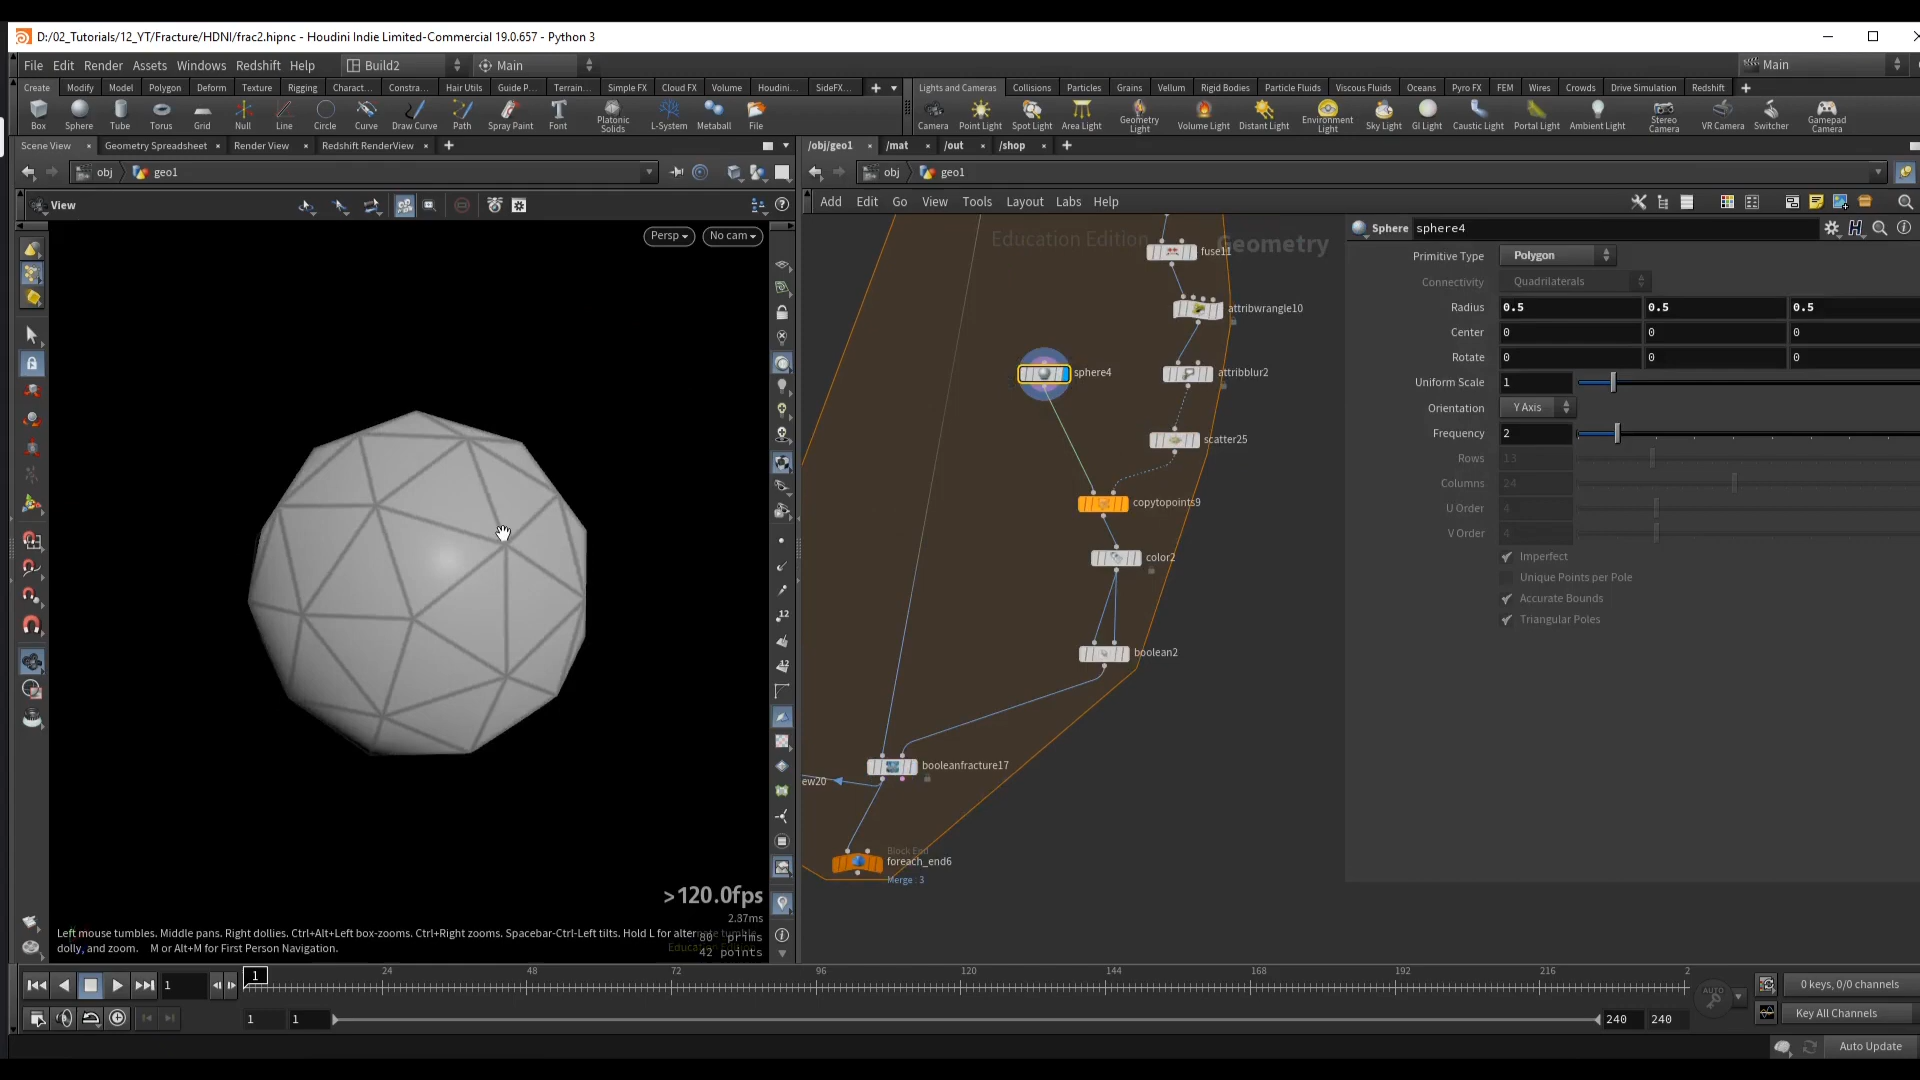 D:/02_Tutorials/12_YT/Fracture/HDNI/frac2.hipnc - Houdini Indie Limited-Commercial 19.0.657 - Python 3
File Edit Render Assets Windows Redshift Help Build2 Main Main
Create Modify Model Polygon Deform Texture Rigging Charact... Constra... Hair Utils Guide P... Terrain... Simple FX Cloud FX Volume Houdini... SideFX...
Lights and Cameras Collisions Particles Grains Vellum Rigid Bodies Particle Fluids Viscous Fluids Oceans Pyro FX FEM Wires Crowds Drive Simulation Redshift
Box Sphere Tube Torus Grid Null Line Circle Curve Draw Curve Path Spray Paint Font Platonic Solids L-System Metaball File
Camera Point Light Spot Light Area Light Geometry Light Volume Light Distant Light Environment Light Sky Light GI Light Caustic Light Portal Light Ambient Light Stereo Camera VR Camera Switcher Gamepad Camera
Scene View Geometry Spreadsheet Render View Redshift RenderView
/obj/geo1 /mat /out /shop
obj geo1
obj geo1
View
Add Edit Go View Tools Layout Labs Help
Persp No cam
Education Edition Geometry
fuse11
attribwrangle10
sphere4
attribblur2
scatter25
copytopoints9
color2
boolean2
booleanfracture17
ew20
Block End
foreach_end6
Merge : 3
Sphere sphere4
Primitive Type Polygon
Connectivity Quadrilaterals
Radius 0.5 0.5 0.5
Center 0 0 0
Rotate 0 0 0
Uniform Scale 1
Orientation Y Axis
Frequency 2
Rows 13
Columns 24
U Order 4
V Order 4
Imperfect
Unique Points per Pole
Accurate Bounds
Triangular Poles
12
12
>120.0fps
2.87ms
Left mouse tumbles. Middle pans. Right dollies. Ctrl+Alt+Left box-zooms. Ctrl+Right zooms. Spacebar-Ctrl-Left tilts. Hold L for alternate tumble,
dolly, and zoom. M or Alt+M for First Person Navigation.
80 prims
42 points
1 1 24 48 72 96 120 144 168 192 216 2
AUTO
0 keys, 0/0 channels
1 1 240 240
Key All Channels
Auto Update